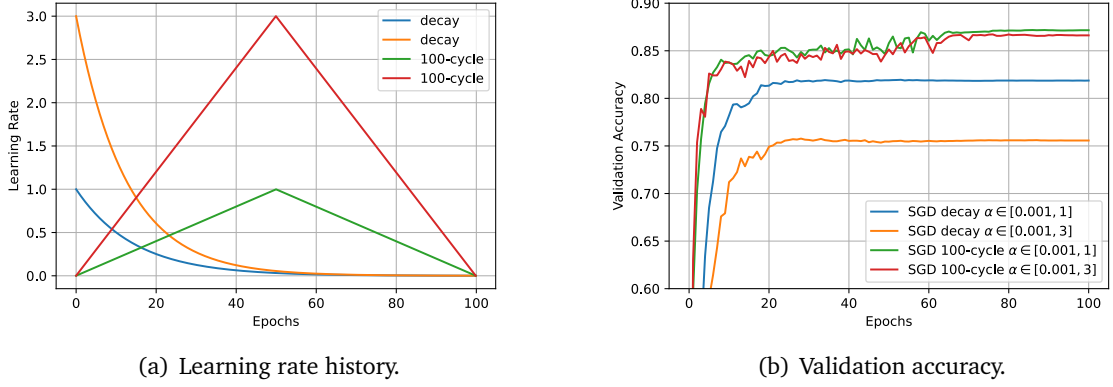 3.0
2.5
2.0
1.5
1.0
0.5
0.0
Learning Rate
decay
decay
100-cycle
100-cycle
0 20 40 60 80 100
Epochs
(a) Learning rate history.
0.90
0.85
0.80
0.75
0.70
0.65
0.60
Validation Accuracy
SGD decay α ∈ [0.001, 1]
SGD decay α ∈ [0.001, 3]
SGD 100-cycle α ∈ [0.001, 1]
SGD 100-cycle α ∈ [0.001, 3]
0 20 40 60 80 100
Epochs
(b) Validation accuracy.